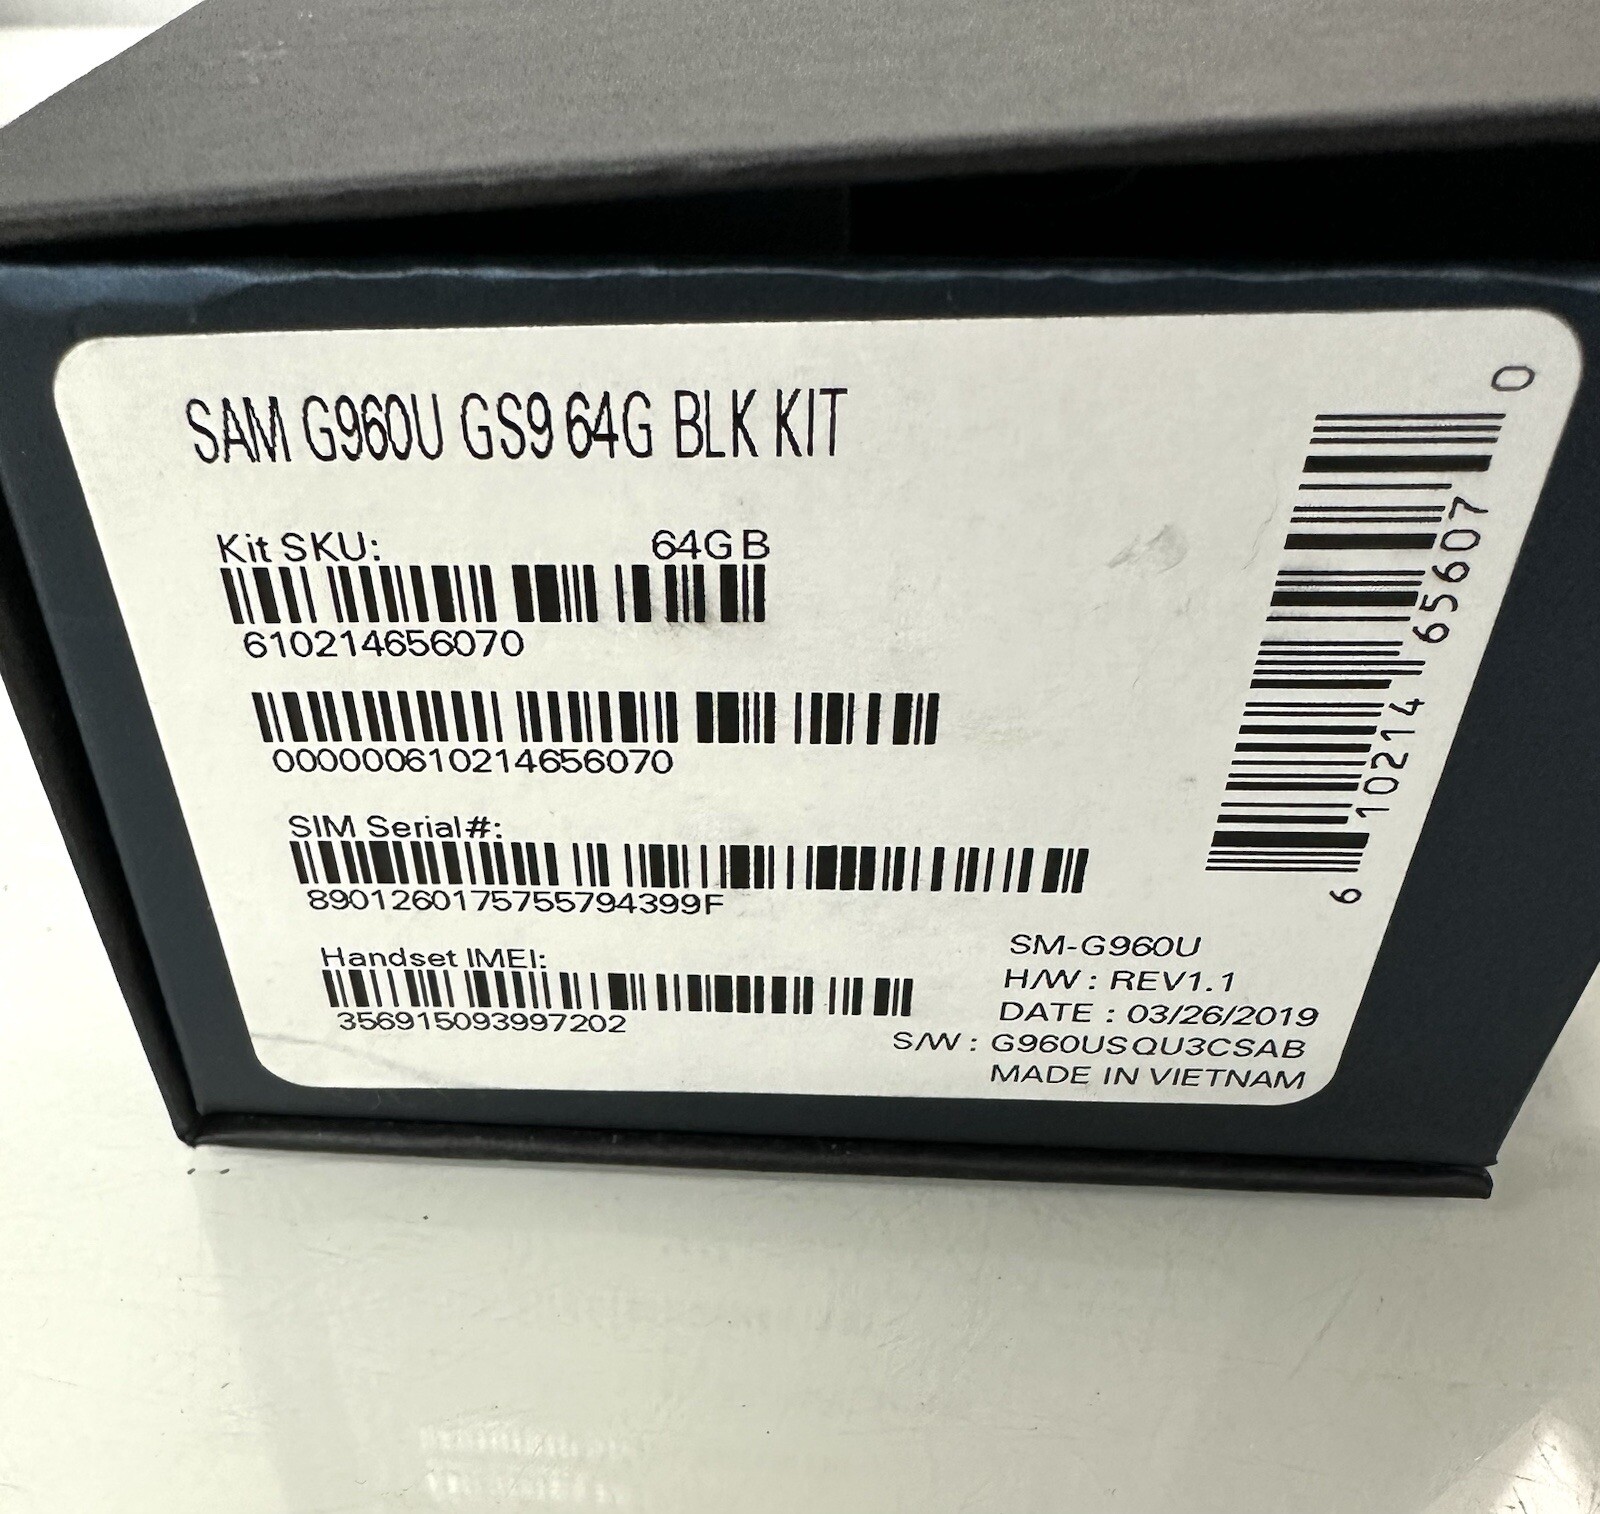 SAM G960U GS9 64G BLK KIT
Kit SKU: 64GB
610214656070
000000610214656070
SIM Serial#:
8901260175755794399F
Handset IMEI:
356915093997202
SM-G960U
H/W : REV1.1
DATE : 03/26/2019
S/W : G960USQU3CSAB
MADE IN VIETNAM
6 10214 65607 0